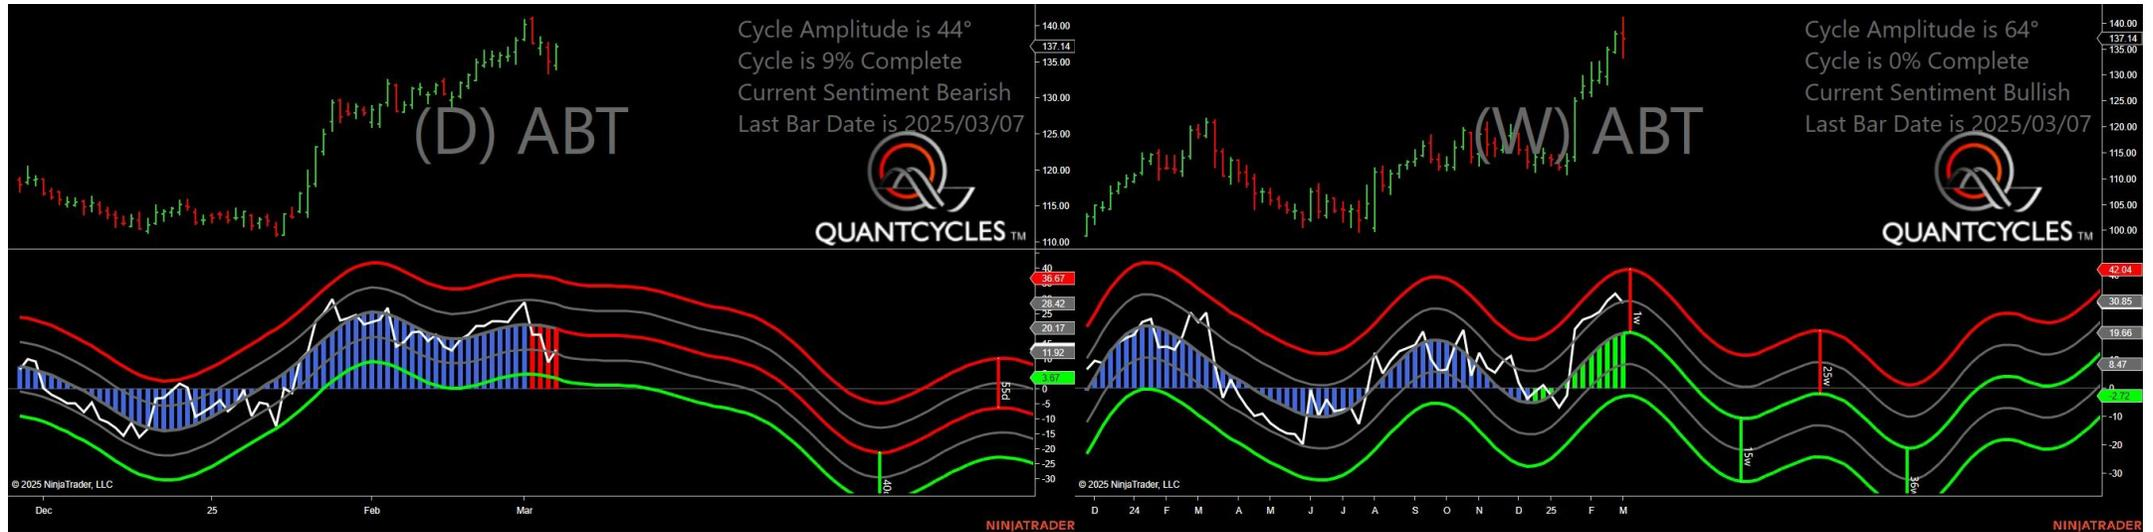 Cycle Amplitude is 44°
Cycle is 9% Complete
Current Sentiment Bearish
Last Bar Date is 2025/03/07
(D) ABT
QUANTCYCLES TM
140.00
137.14
135.00
130.00
125.00
120.00
115.00
110.00
40
36.67
28.42
20.17
11.92
3.67
0
-5
-10
-15
-20
-25
-30
55d
© 2025 NinjaTrader, LLC
Dec
25
Feb
Mar
NINJATRADER
Cycle Amplitude is 64°
Cycle is 0% Complete
Current Sentiment Bullish
Last Bar Date is 2025/03/07
(W) ABT
QUANTCYCLES TM
140.00
137.14
135.00
130.00
125.00
120.00
115.00
110.00
105.00
100.00
42.04
30.85
19.66
8.47
0
-2.72
-10
-20
-30
1w
25w
15w
36w
© 2025 NinjaTrader, LLC
D 24 F M A M J J A S O N D 25 F M
NINJATRADER